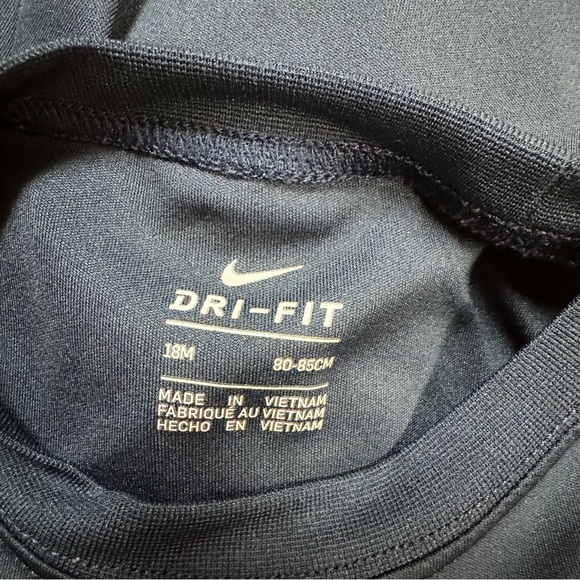 DRI-FIT
18M 80-85CM
MADE IN VIETNAM
FABRIQUÉ AU VIETNAM
HECHO EN VIETNAM